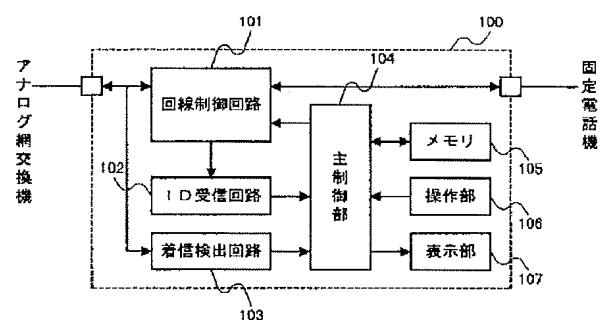 101
100
104
アナログ網交換機
回線制御回路
固定電話機
主制御部
メモリ
105
102
ID受信回路
操作部
106
着信検出回路
表示部
107
103